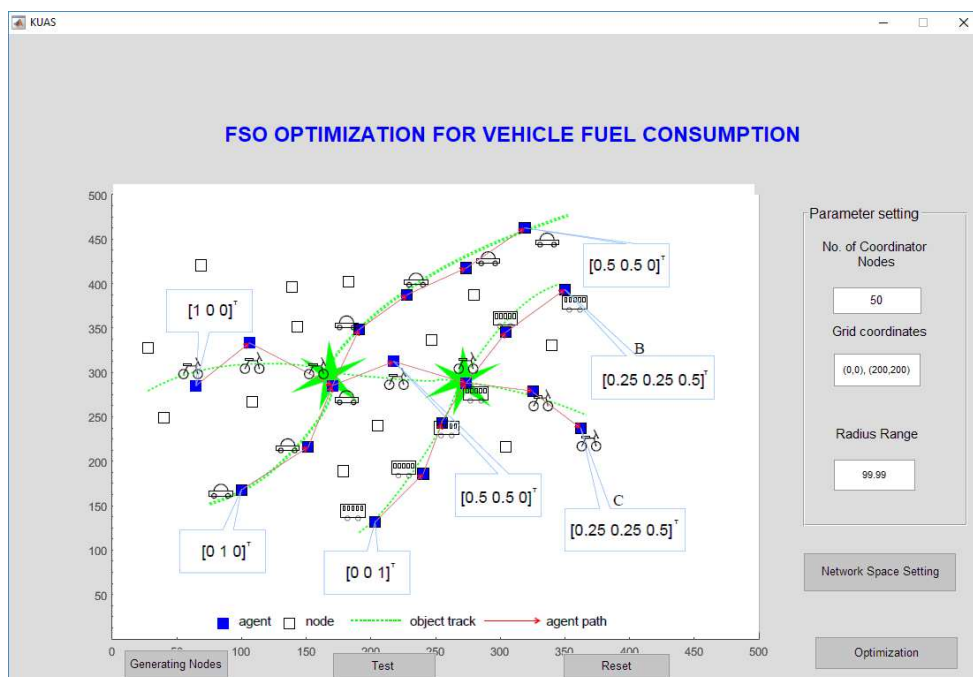 KUAS
FSO OPTIMIZATION FOR VEHICLE FUEL CONSUMPTION
500
450
400
350
300
250
200
150
100
50
0
50
100
150
200
250
300
350
400
450
500
[0.5 0.5 0]ᵀ
[1 0 0]ᵀ
B
[0.25 0.25 0.5]ᵀ
[0.5 0.5 0]ᵀ
C
[0.25 0.25 0.5]ᵀ
[0 1 0]ᵀ
[0 0 1]ᵀ
agent
node
object track
agent path
Parameter setting
No. of Coordinator
Nodes
50
Grid coordinates
(0,0), (200,200)
Radius Range
99.99
Network Space Setting
Optimization
Generating Nodes
Test
Reset